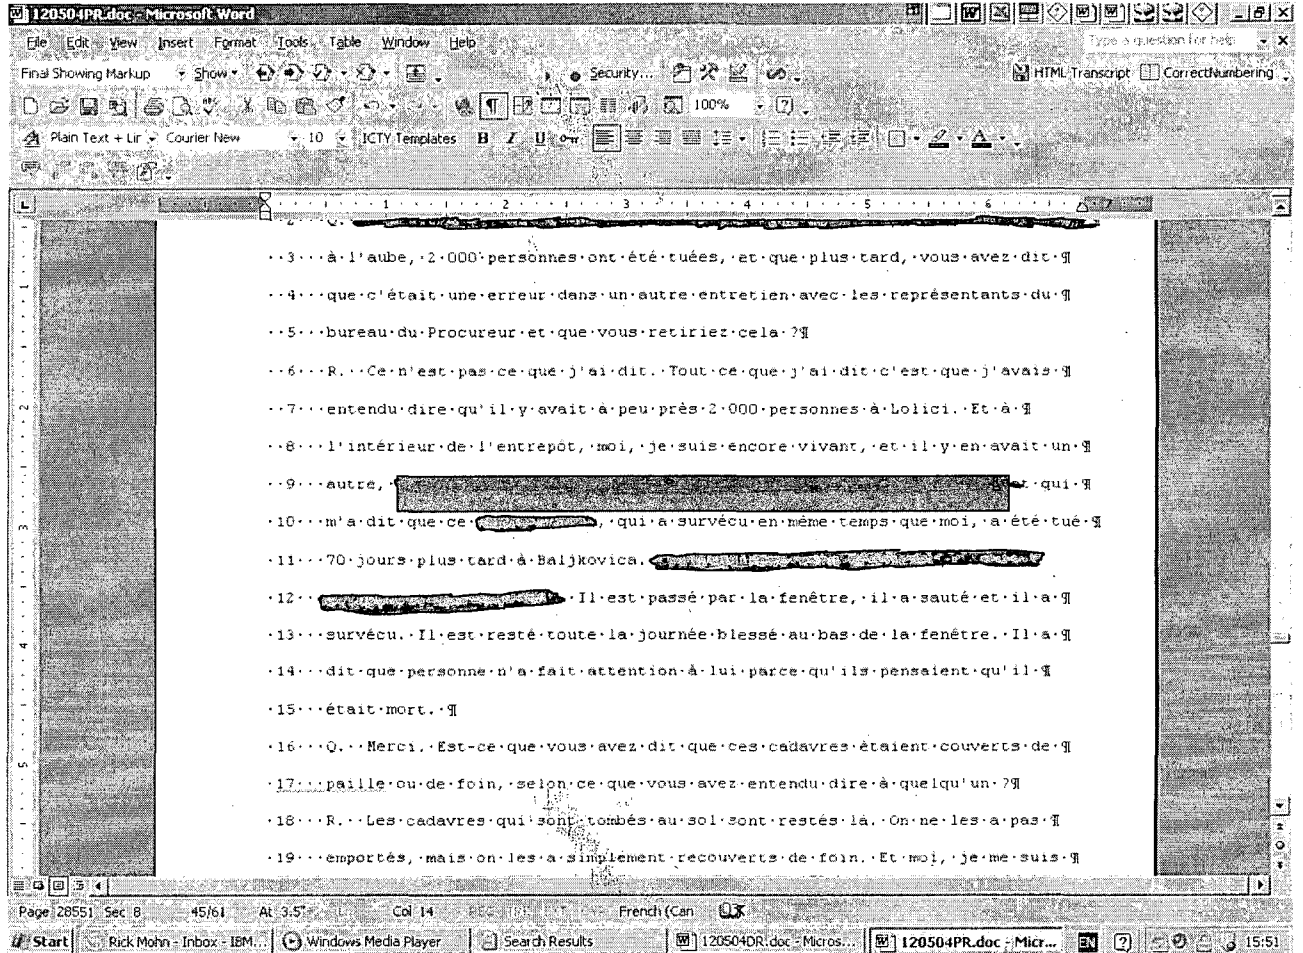 120504PR.doc - Microsoft Word
File Edit View Insert Format Tools Table Window Help
Type a question for help
Final Showing Markup Show Security... HTML Transcript CorrectNumbering
100%
Plain Text + Lir Courier New 10 ICTY Templates B I U
2 3 5 6 7
2 Q.
3 à l'aube, 2 000 personnes ont été tuées, et que plus tard, vous avez dit ¶
4 que c'était une erreur dans un autre entretien avec les représentants du ¶
5 bureau du Procureur et que vous retiriez cela ?¶
6 R. Ce n'est pas ce que j'ai dit. Tout ce que j'ai dit c'est que j'avais ¶
7 entendu dire qu'il y avait à peu près 2 000 personnes à Lolici. Et à ¶
8 l'intérieur de l'entrepôt, moi, je suis encore vivant, et il y en avait un ¶
9 autre, et qui ¶
10 m'a dit que ce , qui a survécu en même temps que moi, a été tué ¶
11 70 jours plus tard à Baljkovica.
12 Il est passé par la fenêtre, il a sauté et il a ¶
13 survécu. Il est resté toute la journée blessé au bas de la fenêtre. Il a ¶
14 dit que personne n'a fait attention à lui parce qu'ils pensaient qu'il ¶
15 était mort. ¶
16 Q. Merci. Est-ce que vous avez dit que ces cadavres étaient couverts de ¶
17 paille ou de foin, selon ce que vous avez entendu dire à quelqu'un ?¶
18 R. Les cadavres qui sont tombés au sol sont restés là. On ne les a pas ¶
19 emportés, mais on les a simplement recouverts de foin. Et moi, je me suis ¶
Page 28551 Sec 8 45/61 At 3.5" Col 14 French (Can
Start Rick Mohn - Inbox - IBM... Windows Media Player Search Results 120504DR.doc - Micros... 120504PR.doc - Micr... EN 15:51